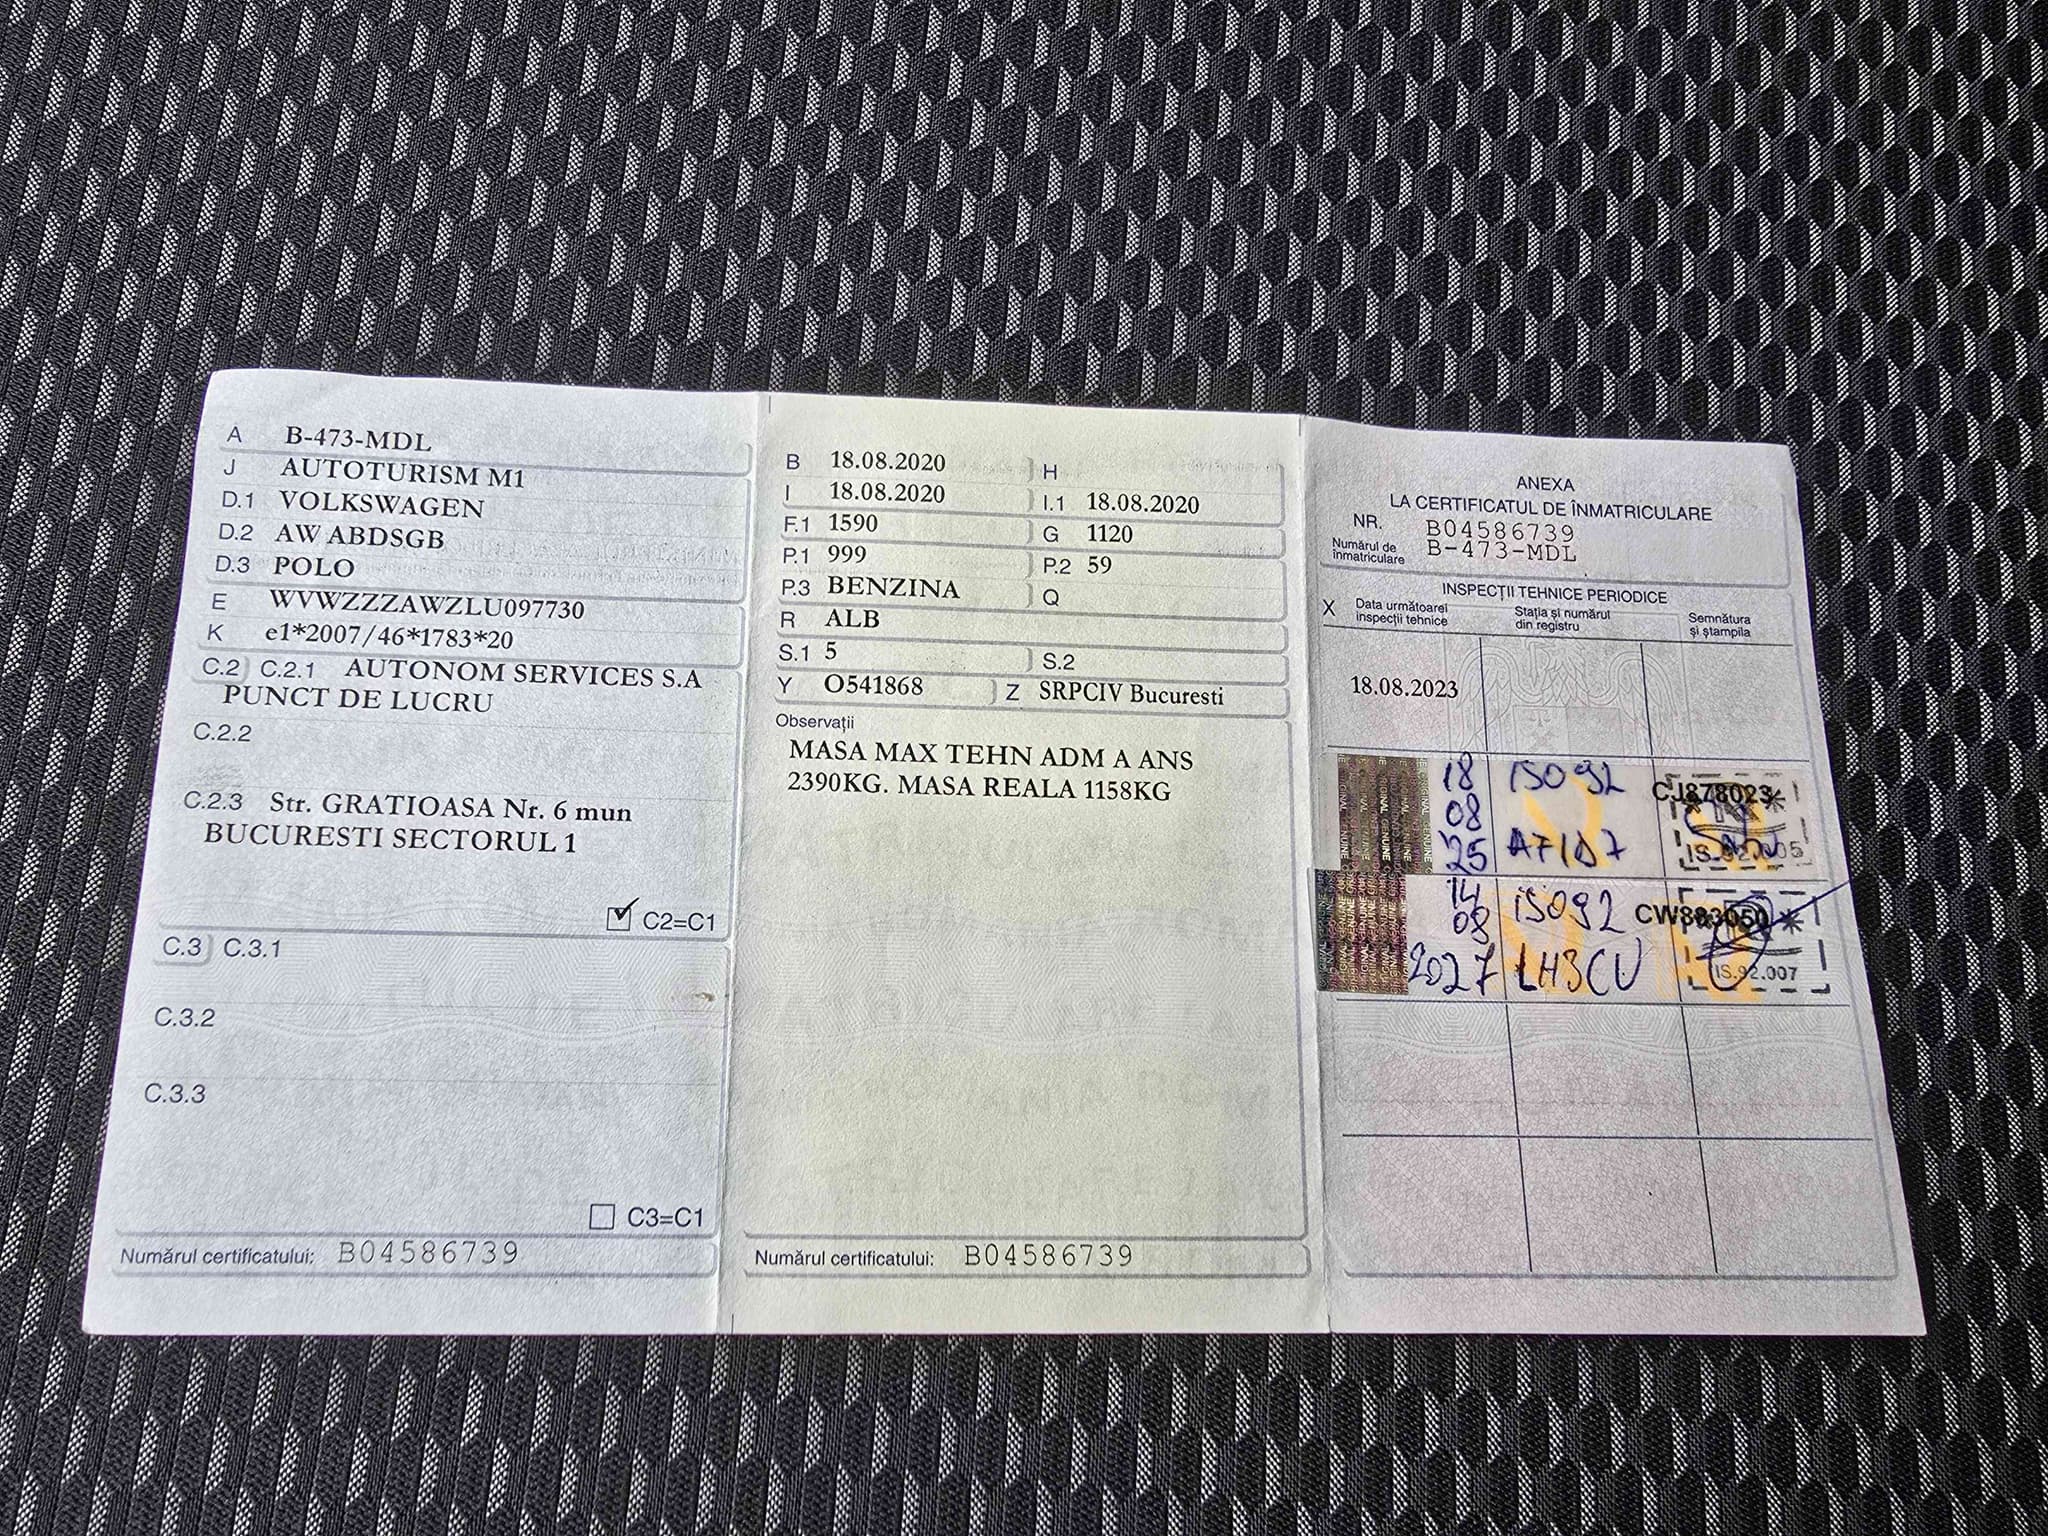 A B-473-MDL
J AUTOTURISM M1
D.1 VOLKSWAGEN
D.2 AW ABDSGB
D.3 POLO
E WVWZZZAWZLU097730
K e1*2007/46*1783*20
C.2 C.2.1 AUTONOM SERVICES S.A
PUNCT DE LUCRU
C.2.2
C.2.3 Str. GRATIOASA Nr. 6 mun
BUCURESTI SECTORUL 1
C2=C1
C.3 C.3.1
C.3.2
C.3.3
C3=C1
Numărul certificatului: B04586739
B 18.08.2020 H
I 18.08.2020 I.1 18.08.2020
F.1 1590 G 1120
P.1 999 P.2 59
P.3 BENZINA Q
R ALB
S.1 5 S.2
Y O541868 Z SRPCIV Bucuresti
Observații
MASA MAX TEHN ADM A ANS
2390KG. MASA REALA 1158KG
Numărul certificatului: B04586739
ANEXA
LA CERTIFICATUL DE ÎNMATRICULARE
NR. B04586739
Numărul de
înmatriculare B-473-MDL
INSPECȚII TEHNICE PERIODICE
X Data următoarei
inspecții tehnice
Stația și numărul
din registru
Semnătura
și ștampila
18.08.2023
18 iS092 CJ878023
08
25 A71D7
14 iS092 CW883050
08
2027 LH3CU IS.92.007